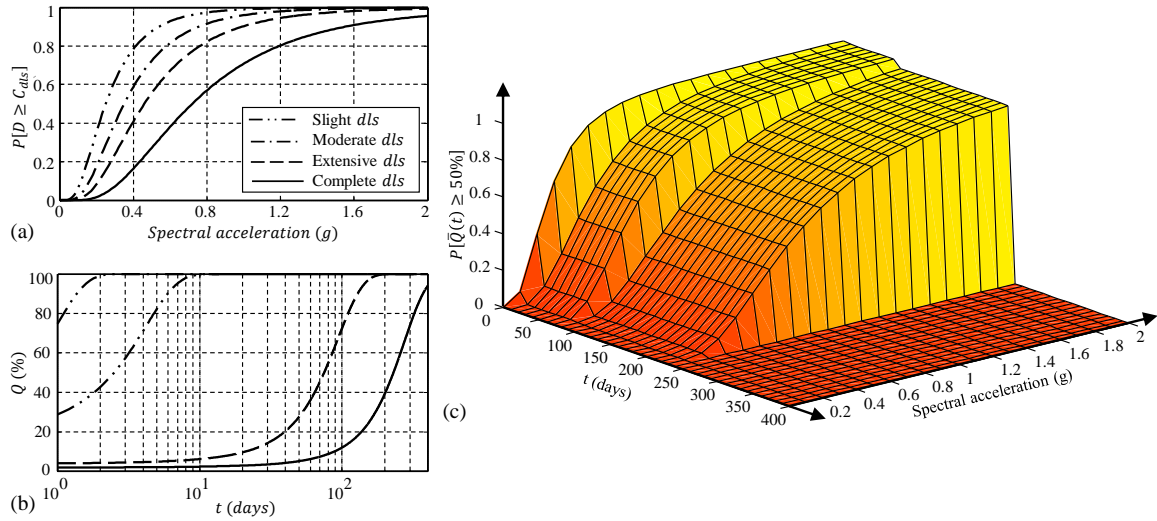 1
0.8
0.6
0.4
0.2
0
P[D ≥ C_dls]
Slight dls
Moderate dls
Extensive dls
Complete dls
0 0.4 0.8 1.2 1.6 2
Spectral acceleration (g)
(a)
100
80
60
40
20
0
Q (%)
10^0 10^1 10^2
t (days)
(b)
1
0.8
0.6
0.4
0.2
0
P[Q̄(t) ≥ 50%]
0 50 100 150 200 250 300 350 400
t (days)
0.2 0.4 0.6 0.8 1 1.2 1.4 1.6 1.8 2
Spectral acceleration (g)
(c)